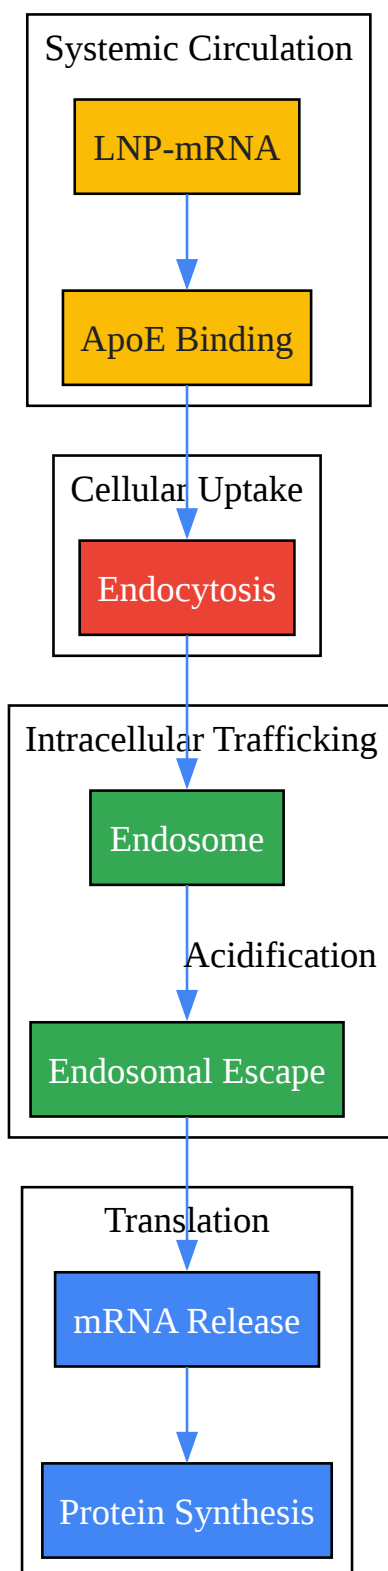 Systemic Circulation
LNP-mRNA
ApoE Binding
Cellular Uptake
Endocytosis
Intracellular Trafficking
Endosome
Acidification
Endosomal Escape
Translation
mRNA Release
Protein Synthesis